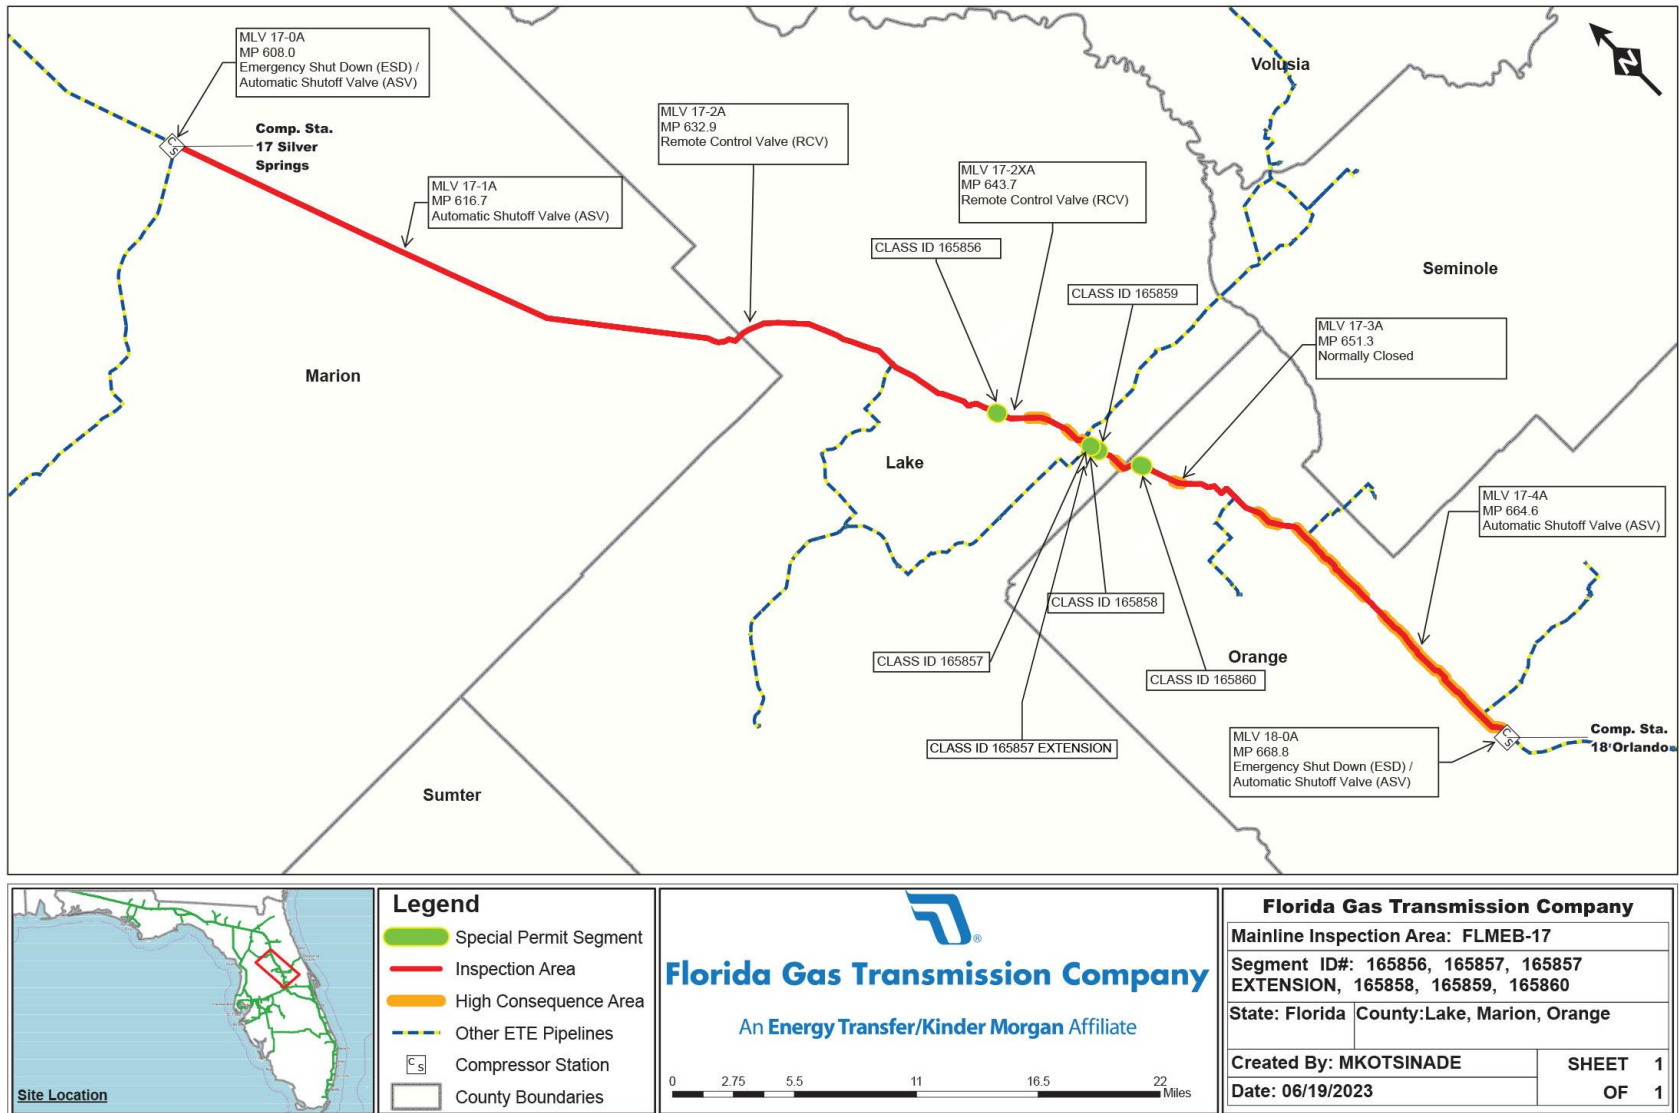 MLV 17-0A
MP 608.0
Emergency Shut Down (ESD) /
Automatic Shutoff Valve (ASV)
Comp. Sta.
17 Silver
Springs
C S
MLV 17-1A
MP 616.7
Automatic Shutoff Valve (ASV)
MLV 17-2A
MP 632.9
Remote Control Valve (RCV)
MLV 17-2XA
MP 643.7
Remote Control Valve (RCV)
CLASS ID 165856
CLASS ID 165859
Volusia
N
Seminole
MLV 17-3A
MP 651.3
Normally Closed
Marion
Lake
MLV 17-4A
MP 664.6
Automatic Shutoff Valve (ASV)
CLASS ID 165858
CLASS ID 165857
Orange
CLASS ID 165860
CLASS ID 165857 EXTENSION
MLV 18-0A
MP 668.8
Emergency Shut Down (ESD) /
Automatic Shutoff Valve (ASV)
C S
Comp. Sta.
18 Orlando
Sumter
Site Location
Legend
Special Permit Segment
Inspection Area
High Consequence Area
Other ETE Pipelines
C S Compressor Station
County Boundaries
®
Florida Gas Transmission Company
An Energy Transfer/Kinder Morgan Affiliate
0 2.75 5.5 11 16.5 22
Miles
Florida Gas Transmission Company
Mainline Inspection Area: FLMEB-17
Segment ID#: 165856, 165857, 165857
EXTENSION, 165858, 165859, 165860
State: Florida County:Lake, Marion, Orange
Created By: MKOTSINADE SHEET 1
Date: 06/19/2023 OF 1